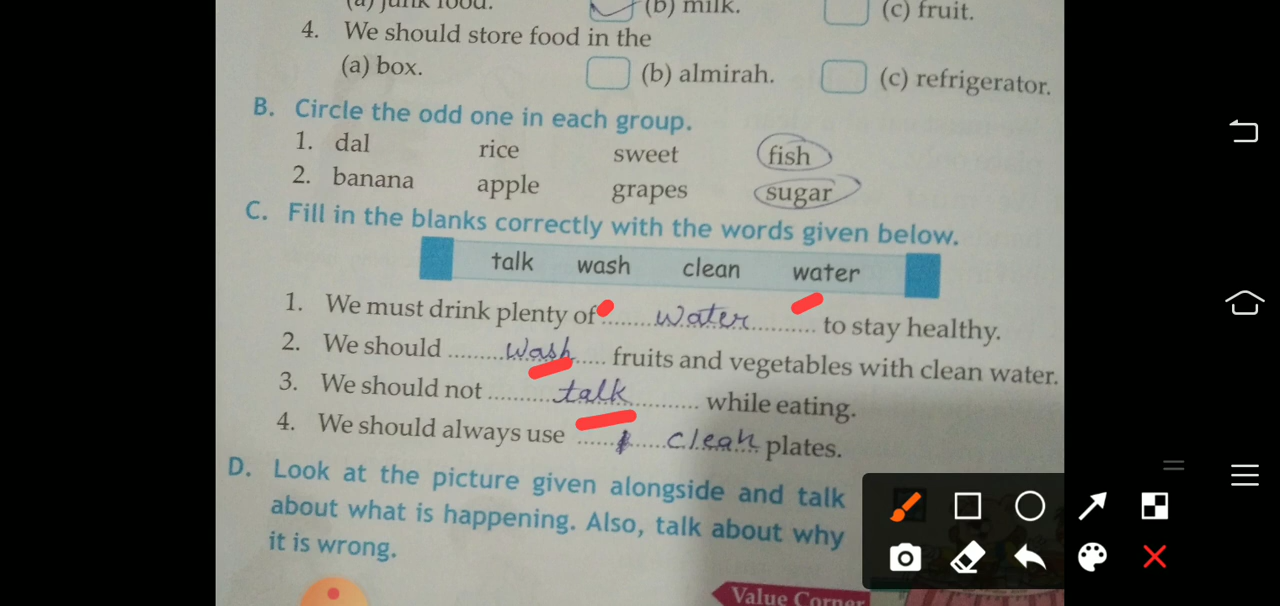 (a) junk food. (b) milk. (c) fruit.
4. We should store food in the
(a) box. (b) almirah. (c) refrigerator.
B. Circle the odd one in each group.
1. dal rice sweet fish
2. banana apple grapes sugar
C. Fill in the blanks correctly with the words given below.
talk wash clean water
1. We must drink plenty of ...... water ............ to stay healthy.
2. We should ......... wash ..... fruits and vegetables with clean water.
3. We should not .......... talk ............ while eating.
4. We should always use ............ clean plates.
D. Look at the picture given alongside and talk
about what is happening. Also, talk about why
it is wrong.
Value Corner